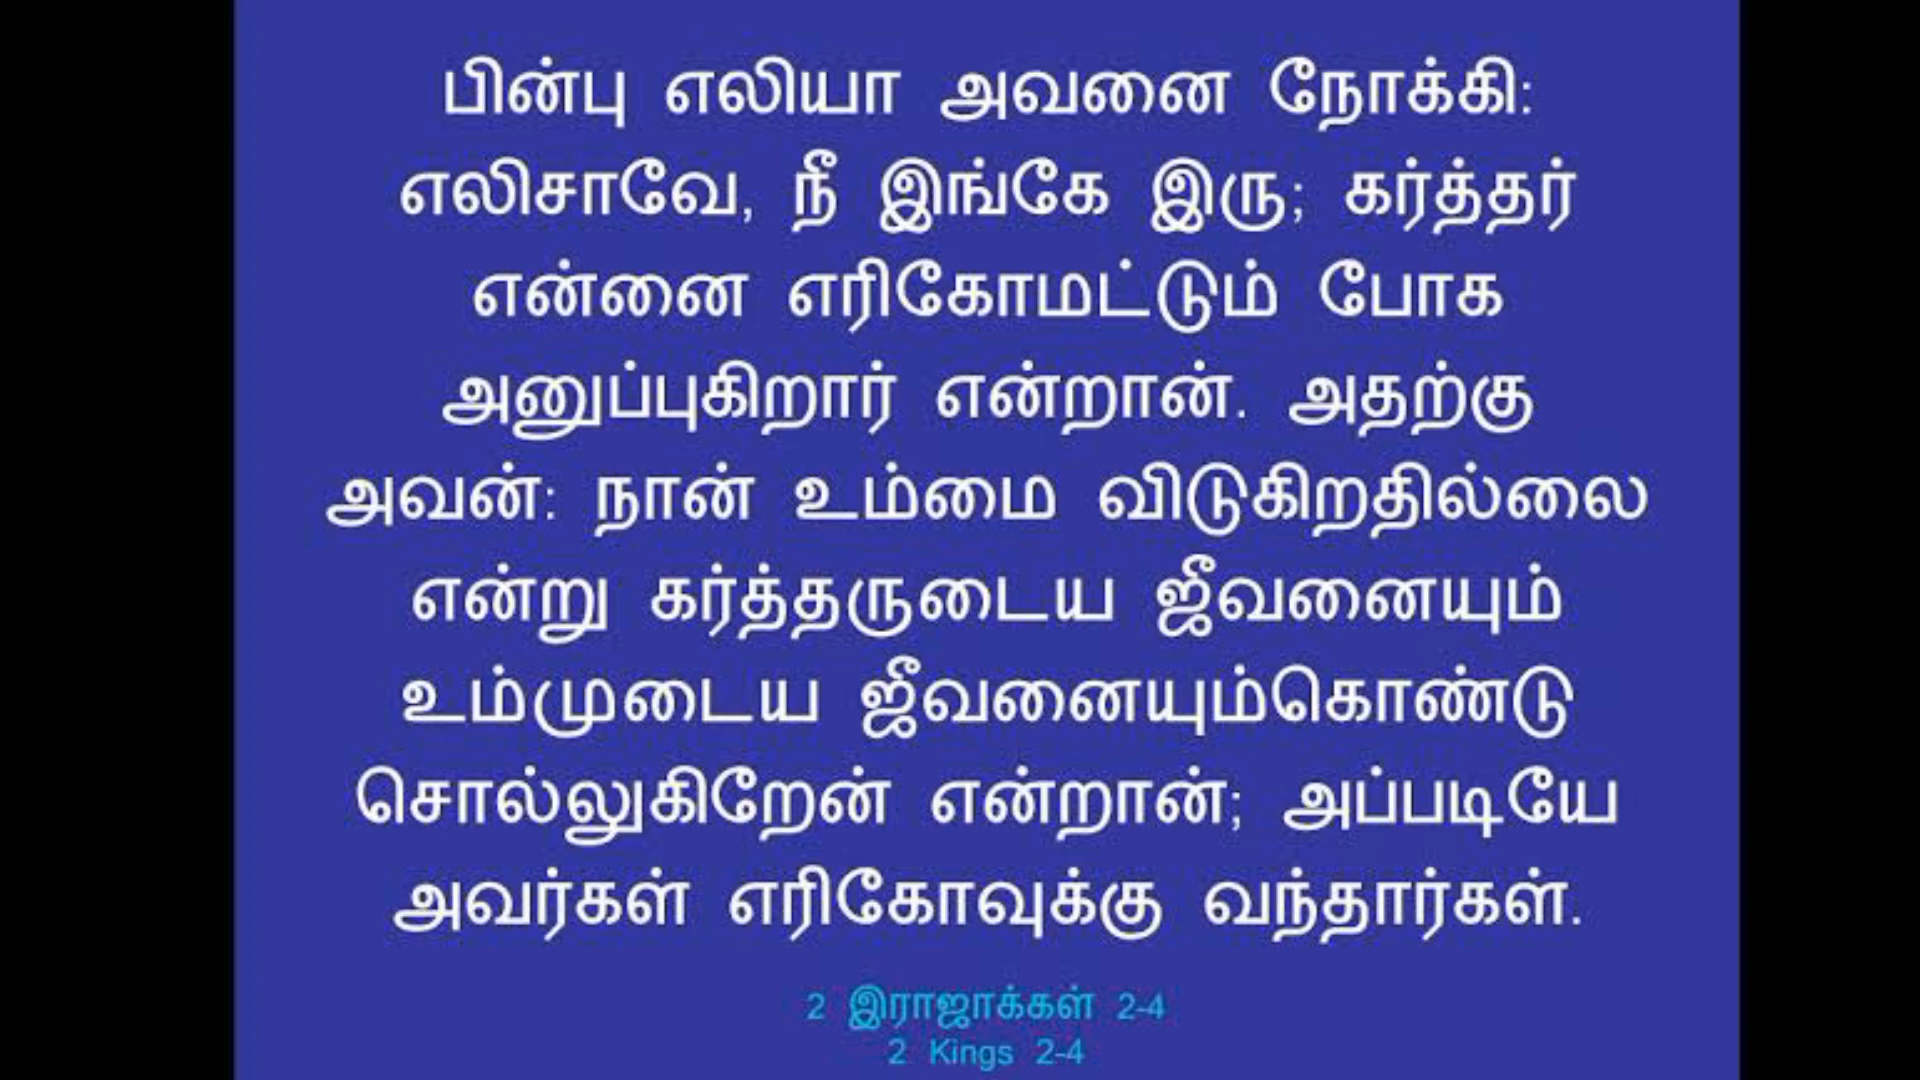 பின்பு எலியா அவனை நோக்கி:
எலிசாவே, நீ இங்கே இரு; கர்த்தர்
என்னை எரிகோமட்டும் போக
அனுப்புகிறார் என்றான். அதற்கு
அவன்: நான் உம்மை விடுகிறதில்லை
என்று கர்த்தருடைய ஜீவனையும்
உம்முடைய ஜீவனையும்கொண்டு
சொல்லுகிறேன் என்றான்; அப்படியே
அவர்கள் எரிகோவுக்கு வந்தார்கள்.
2 இராஜாக்கள் 2-4
2 Kings 2-4